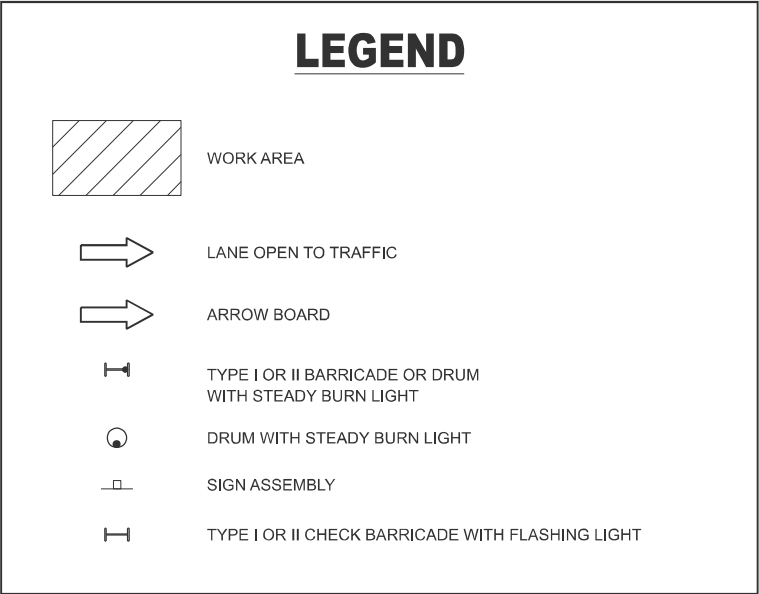 LEGEND
WORK AREA
LANE OPEN TO TRAFFIC
ARROW BOARD
TYPE I OR II BARRICADE OR DRUM
WITH STEADY BURN LIGHT
DRUM WITH STEADY BURN LIGHT
SIGN ASSEMBLY
TYPE I OR II CHECK BARRICADE WITH FLASHING LIGHT